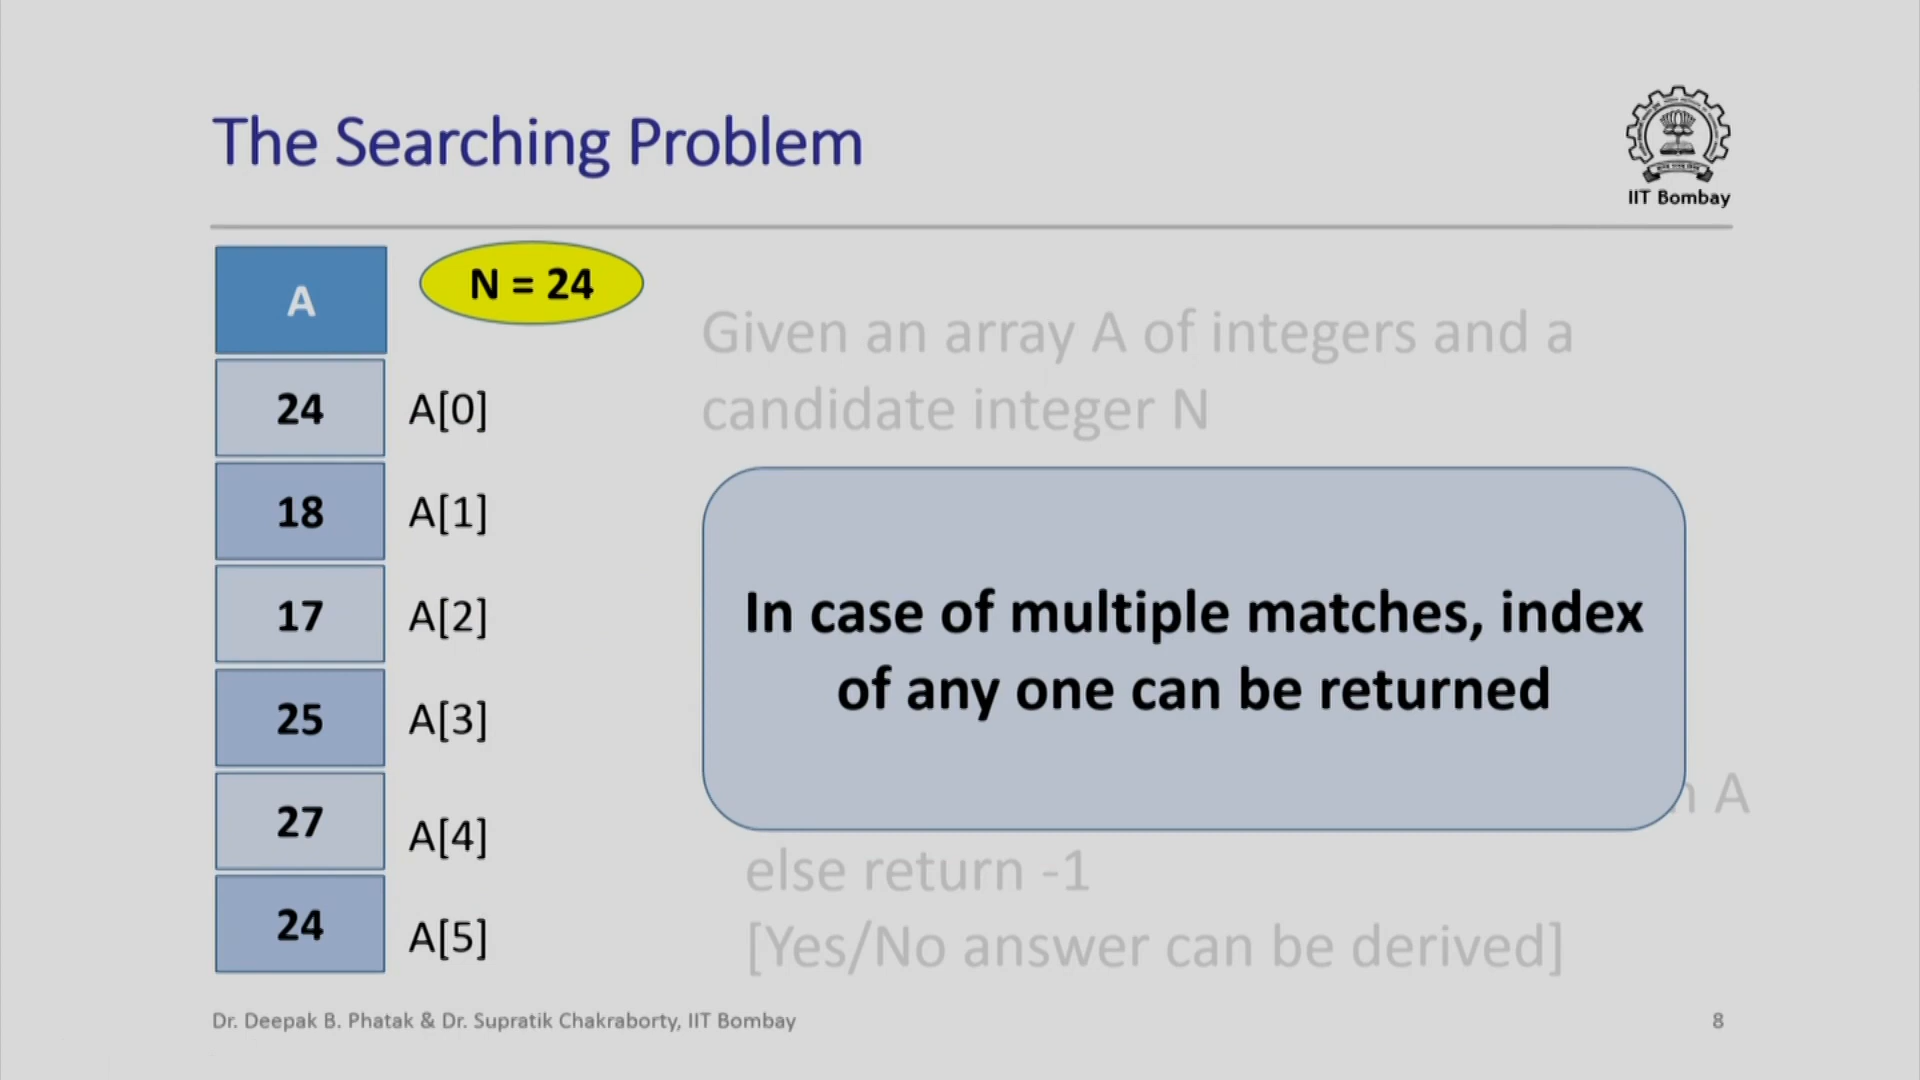 The Searching Problem
IIT Bombay
A
N = 24
24 A[0]
18 A[1]
17 A[2]
25 A[3]
27 A[4]
24 A[5]
Given an array A of integers and a
candidate integer N
In case of multiple matches, index
of any one can be returned
A
else return -1
[Yes/No answer can be derived]
Dr. Deepak B. Phatak & Dr. Supratik Chakraborty, IIT Bombay
8